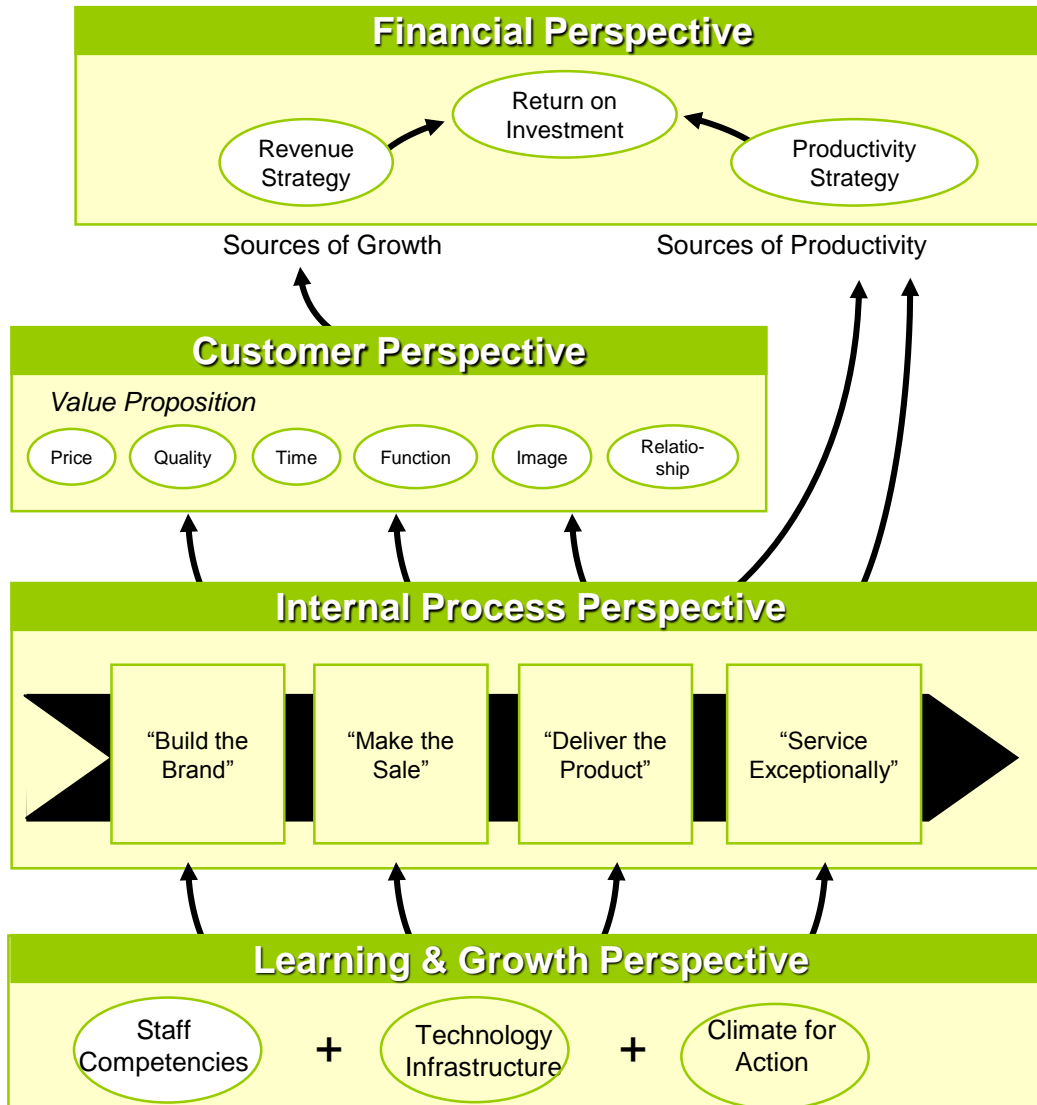 Financial Perspective
Return on
Investment
Revenue
Strategy
Productivity
Strategy
Sources of Growth
Sources of Productivity
Customer Perspective
Value Proposition
Price
Quality
Time
Function
Image
Relatio-
ship
Internal Process Perspective
“Build the
Brand”
“Make the
Sale”
“Deliver the
Product”
“Service
Exceptionally”
Learning & Growth Perspective
Staff
Competencies
+
Technology
Infrastructure
+
Climate for
Action